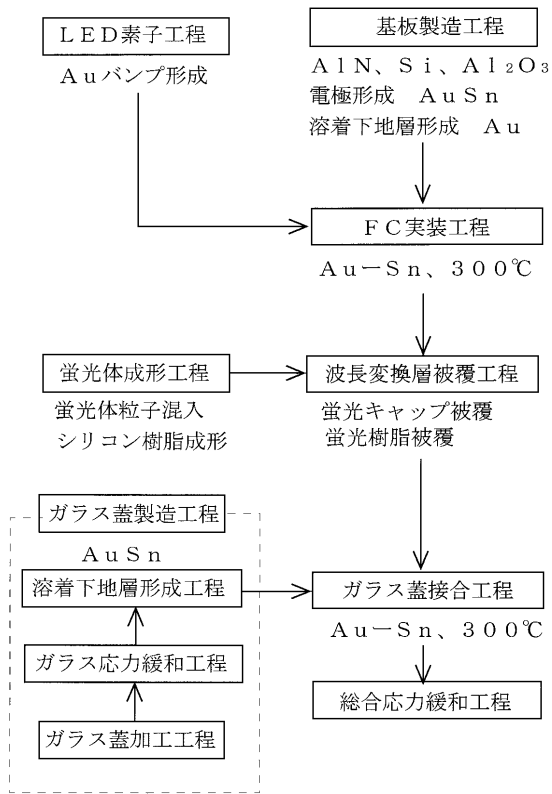 ＬＥＤ素子工程
Ａｕバンプ形成
基板製造工程
ＡｌＮ、Ｓｉ、Ａｌ₂Ｏ₃
電極形成　ＡｕＳｎ
溶着下地層形成　Ａｕ
ＦＣ実装工程
Ａｕ－Ｓｎ、３００℃
蛍光体成形工程
蛍光体粒子混入
シリコン樹脂成形
波長変換層被覆工程
蛍光キャップ被覆
蛍光樹脂被覆
ガラス蓋製造工程
ＡｕＳｎ
溶着下地層形成工程
ガラス応力緩和工程
ガラス蓋加工工程
ガラス蓋接合工程
Ａｕ－Ｓｎ、３００℃
総合応力緩和工程